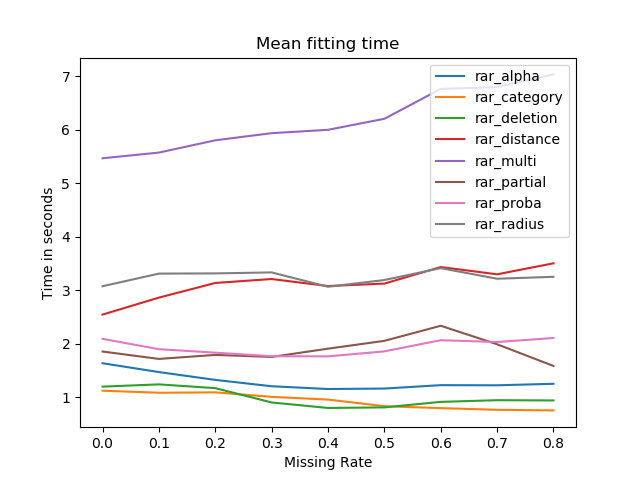 Mean fitting time
Time in seconds
7
6
5
4
3
2
1
rar_alpha
rar_category
rar_deletion
rar_distance
rar_multi
rar_partial
rar_proba
rar_radius
0.0 0.1 0.2 0.3 0.4 0.5 0.6 0.7 0.8
Missing Rate